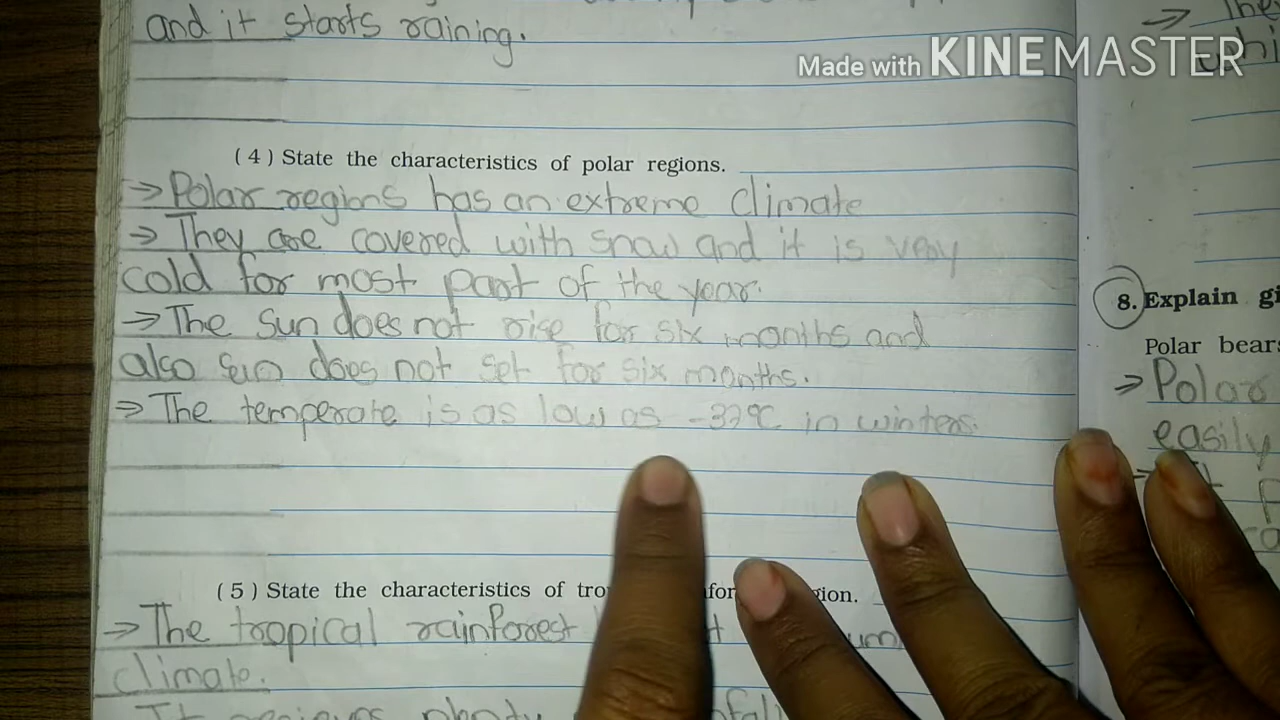 and it starts raining.
Made with KINEMASTER
(4) State the characteristics of polar regions.
⇒ Polar regions has an extreme climate
⇒ They are covered with snow and it is very
cold for most part of the year.
⇒ The sun does not rise for six months and
also sun does not set for six months.
⇒ The temperate is as low as -37°C in winters.
(5) State the characteristics of
⇒ The tropical rainforest
climate.
⇒ The
8. Explain
Polar bears
⇒ Polar
easily